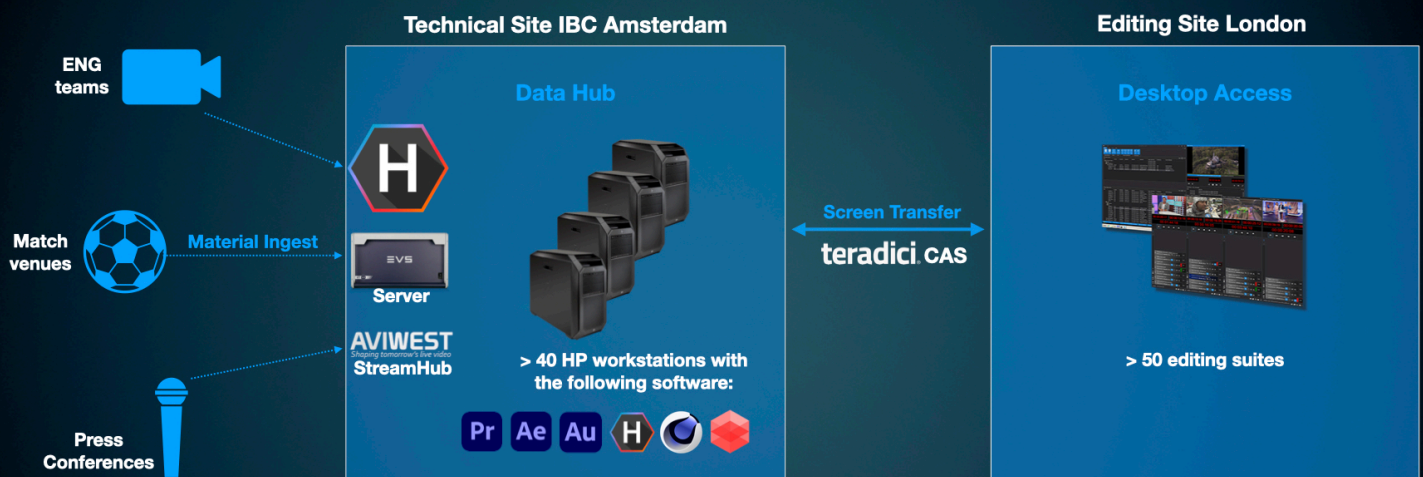 Technical Site IBC Amsterdam
Editing Site London
ENG
teams
Data Hub
Desktop Access
H
Match
venues
Material Ingest
EVS
Server
Screen Transfer
teradici. CAS
AVIWEST
Shaping tomorrow's live video
StreamHub
> 40 HP workstations with
the following software:
> 50 editing suites
Pr Ae Au H
Press
Conferences